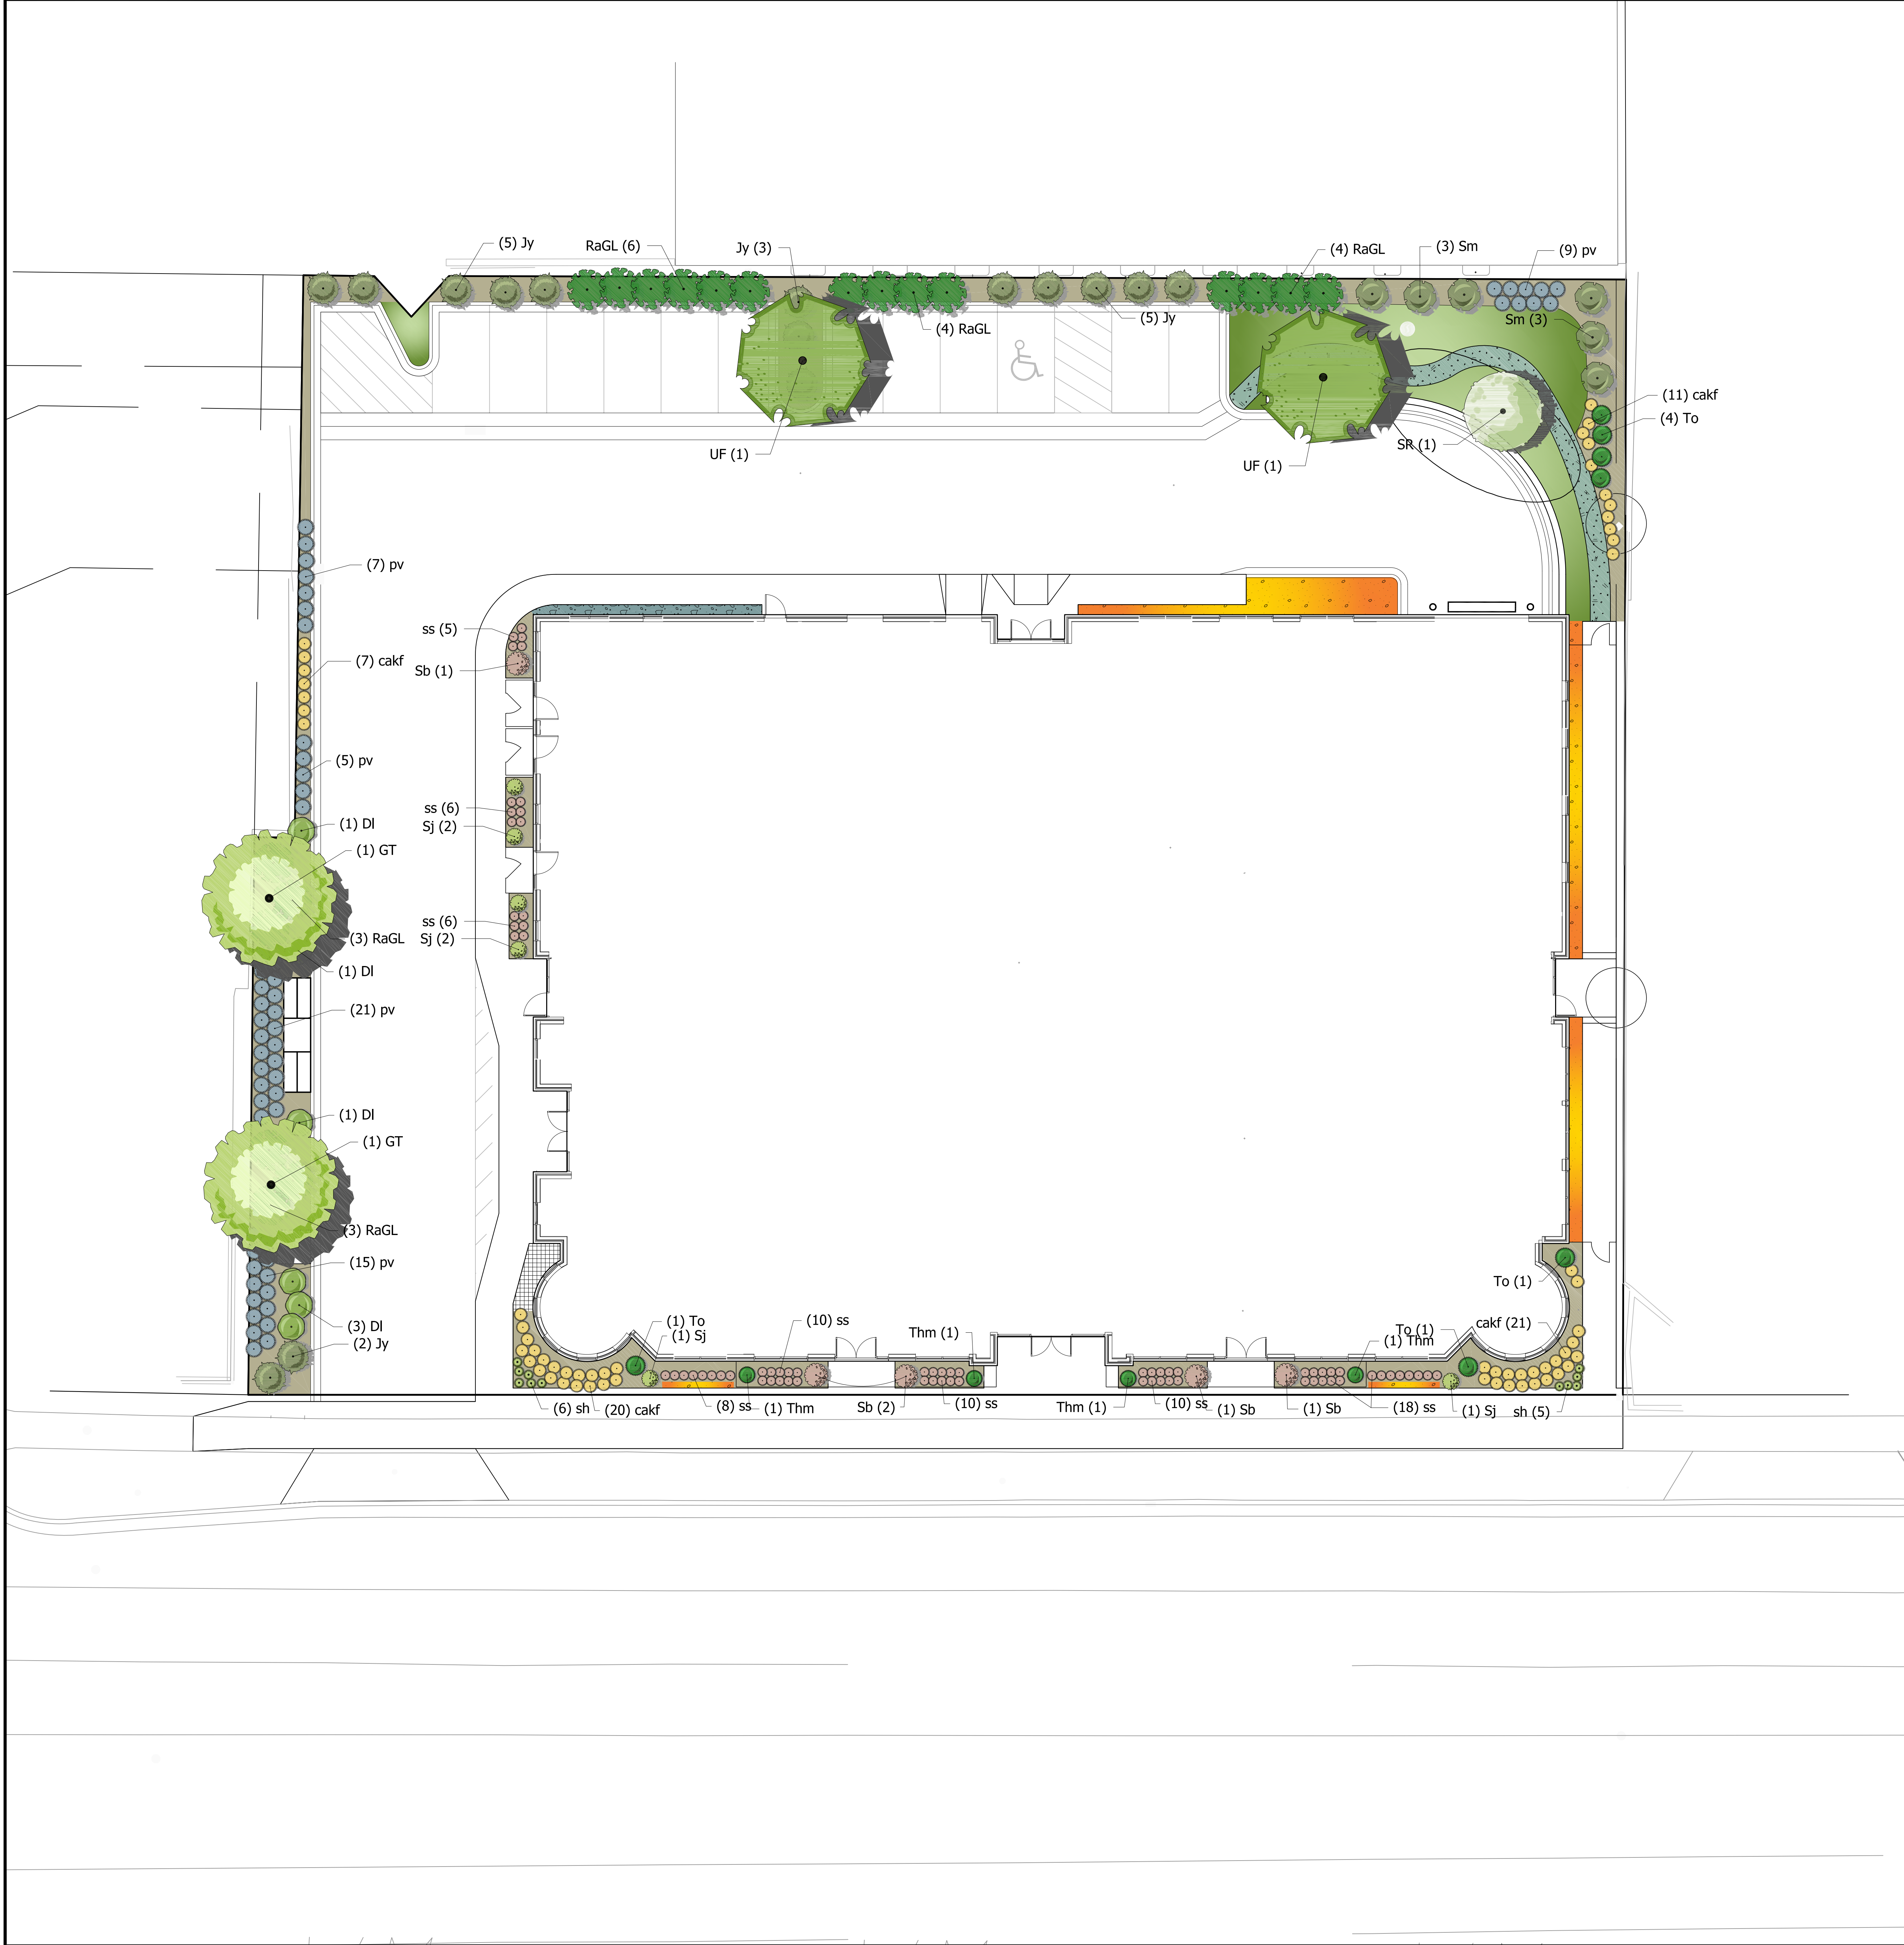 (5) Jy
RaGL (6)
Jy (3)
(4) RaGL
(3) Sm
(9) pv
(4) RaGL
(5) Jy
Sm (3)
(11) cakf
(4) To
SR (1)
UF (1)
UF (1)
(7) pv
ss (5)
(7) cakf
Sb (1)
(5) pv
ss (6)
(1) Dl
Sj (2)
(1) GT
ss (6)
(3) RaGL
Sj (2)
(1) Dl
(21) pv
(1) Dl
(1) GT
(3) RaGL
(15) pv
To (1)
(3) Dl
(1) To
(10) ss
cakf (21)
(2) Jy
(1) Sj
Thm (1)
To (1)
(1) Thm
(6) sh
(20) cakf
(8) ss
(1) Thm
Sb (2)
(10) ss
Thm (1)
(10) ss
(1) Sb
(1) Sb
(18) ss
(1) Sj
sh (5)